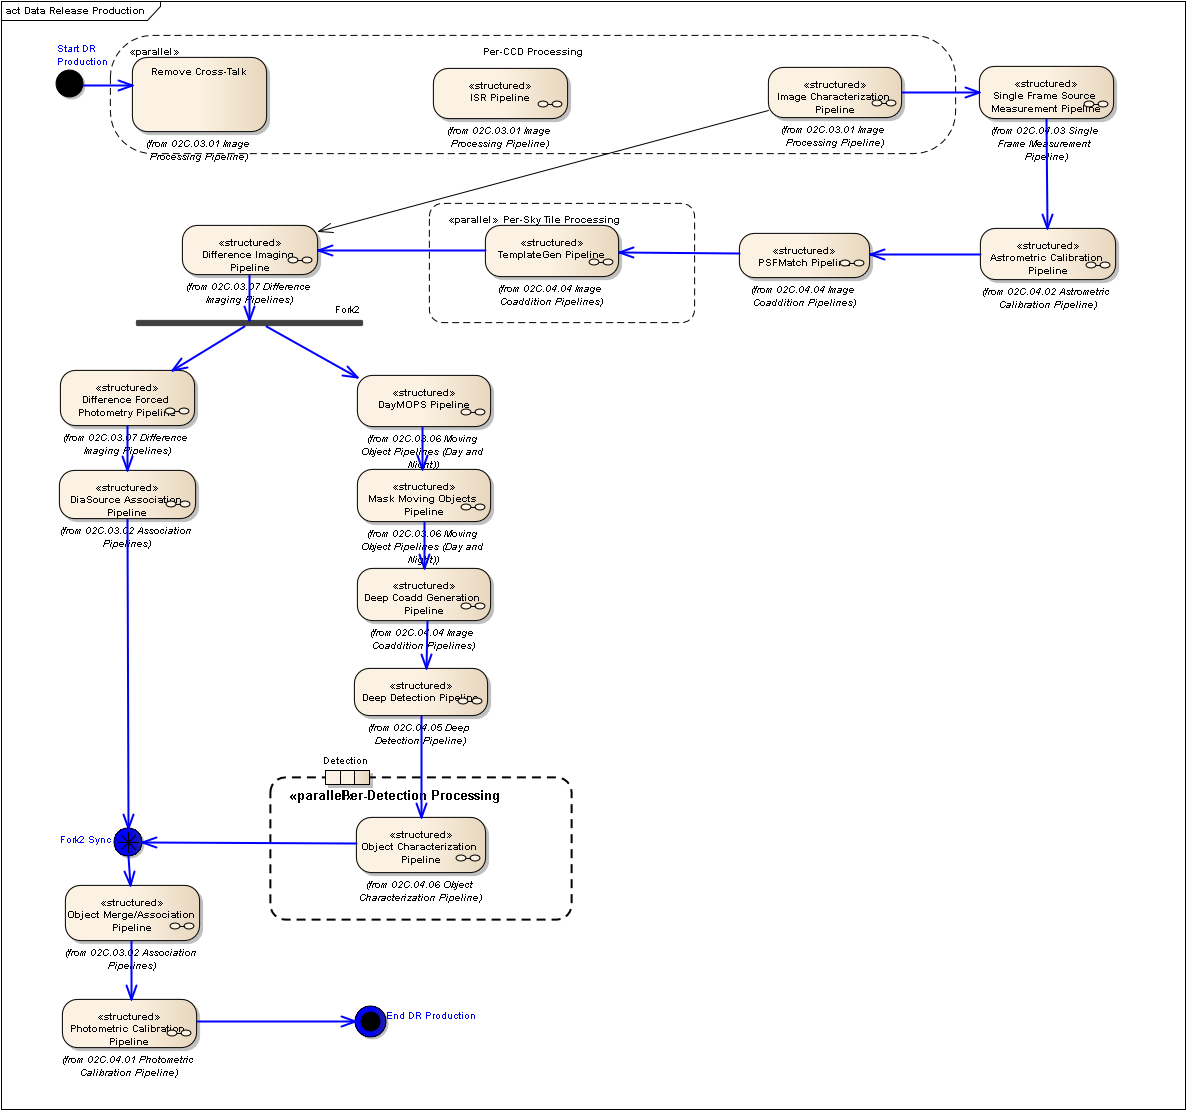 act Data Release Production
Start DR
Production
«parallel»
Per-CCD Processing
Remove Cross-Talk
(from 02C.03.01 Image
Processing Pipeline)
«structured»
ISR Pipeline
(from 02C.03.01 Image
Processing Pipeline)
«structured»
Image Characterization
Pipeline
(from 02C.03.01 Image
Processing Pipeline)
«structured»
Single Frame Source
Measurement Pipeline
(from 02C.04.03 Single
Frame Measurement
Pipeline)
«structured»
Difference Imaging
Pipeline
(from 02C.03.07 Difference
Imaging Pipelines)
«parallel» Per-Sky Tile Processing
«structured»
TemplateGen Pipeline
(from 02C.04.04 Image
Coaddition Pipelines)
«structured»
PSFMatch Pipeline
(from 02C.04.04 Image
Coaddition Pipelines)
«structured»
Astrometric Calibration
Pipeline
(from 02C.04.02 Astrometric
Calibration Pipeline)
Fork2
«structured»
Difference Forced
Photometry Pipeline
(from 02C.03.07 Difference
Imaging Pipelines)
«structured»
DayMOPS Pipeline
(from 02C.03.06 Moving
Object Pipelines (Day and
Night))
«structured»
DiaSource Association
Pipeline
(from 02C.03.02 Association
Pipelines)
«structured»
Mask Moving Objects
Pipeline
(from 02C.03.06 Moving
Object Pipelines (Day and
Night))
«structured»
Deep Coadd Generation
Pipeline
(from 02C.04.04 Image
Coaddition Pipelines)
«structured»
Deep Detection Pipeline
(from 02C.04.05 Deep
Detection Pipeline)
Detection
«parallel» Per-Detection Processing
«structured»
Object Characterization
Pipeline
(from 02C.04.06 Object
Characterization Pipeline)
Fork2 Sync
«structured»
Object Merge/Association
Pipeline
(from 02C.03.02 Association
Pipelines)
«structured»
Photometric Calibration
Pipeline
(from 02C.04.01 Photometric
Calibration Pipeline)
End DR Production